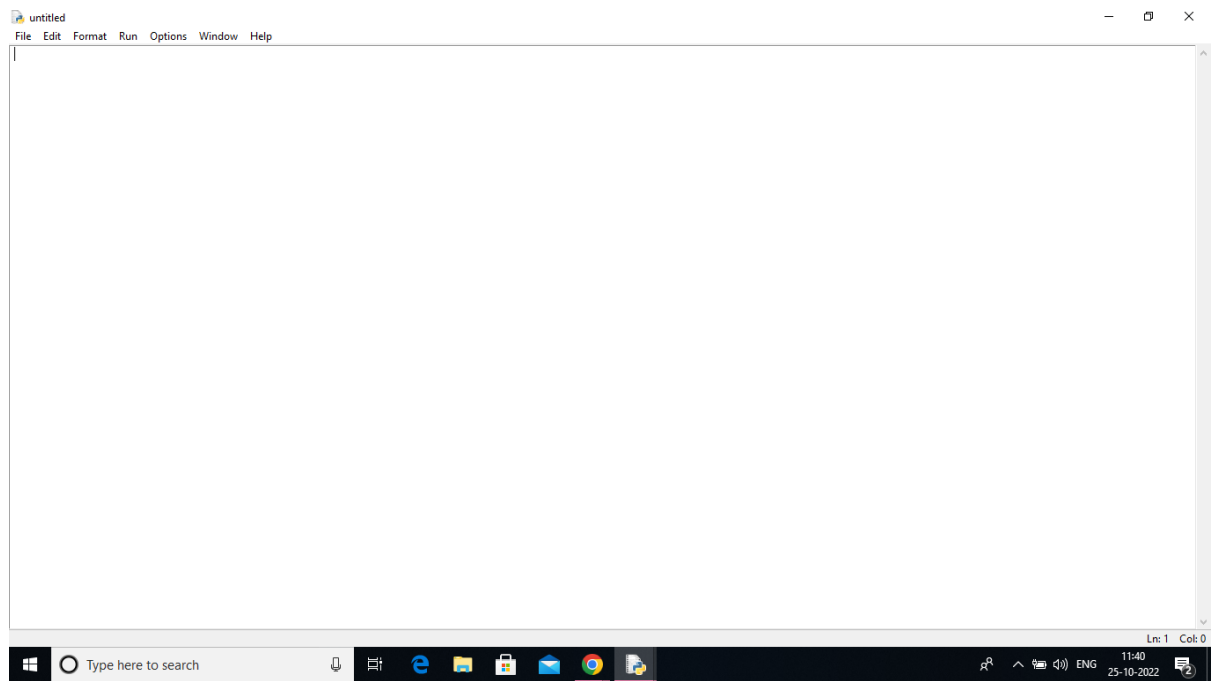 untitled
File Edit Format Run Options Window Help
Ln: 1 Col: 0
Type here to search
ENG
11:40
25-10-2022
2